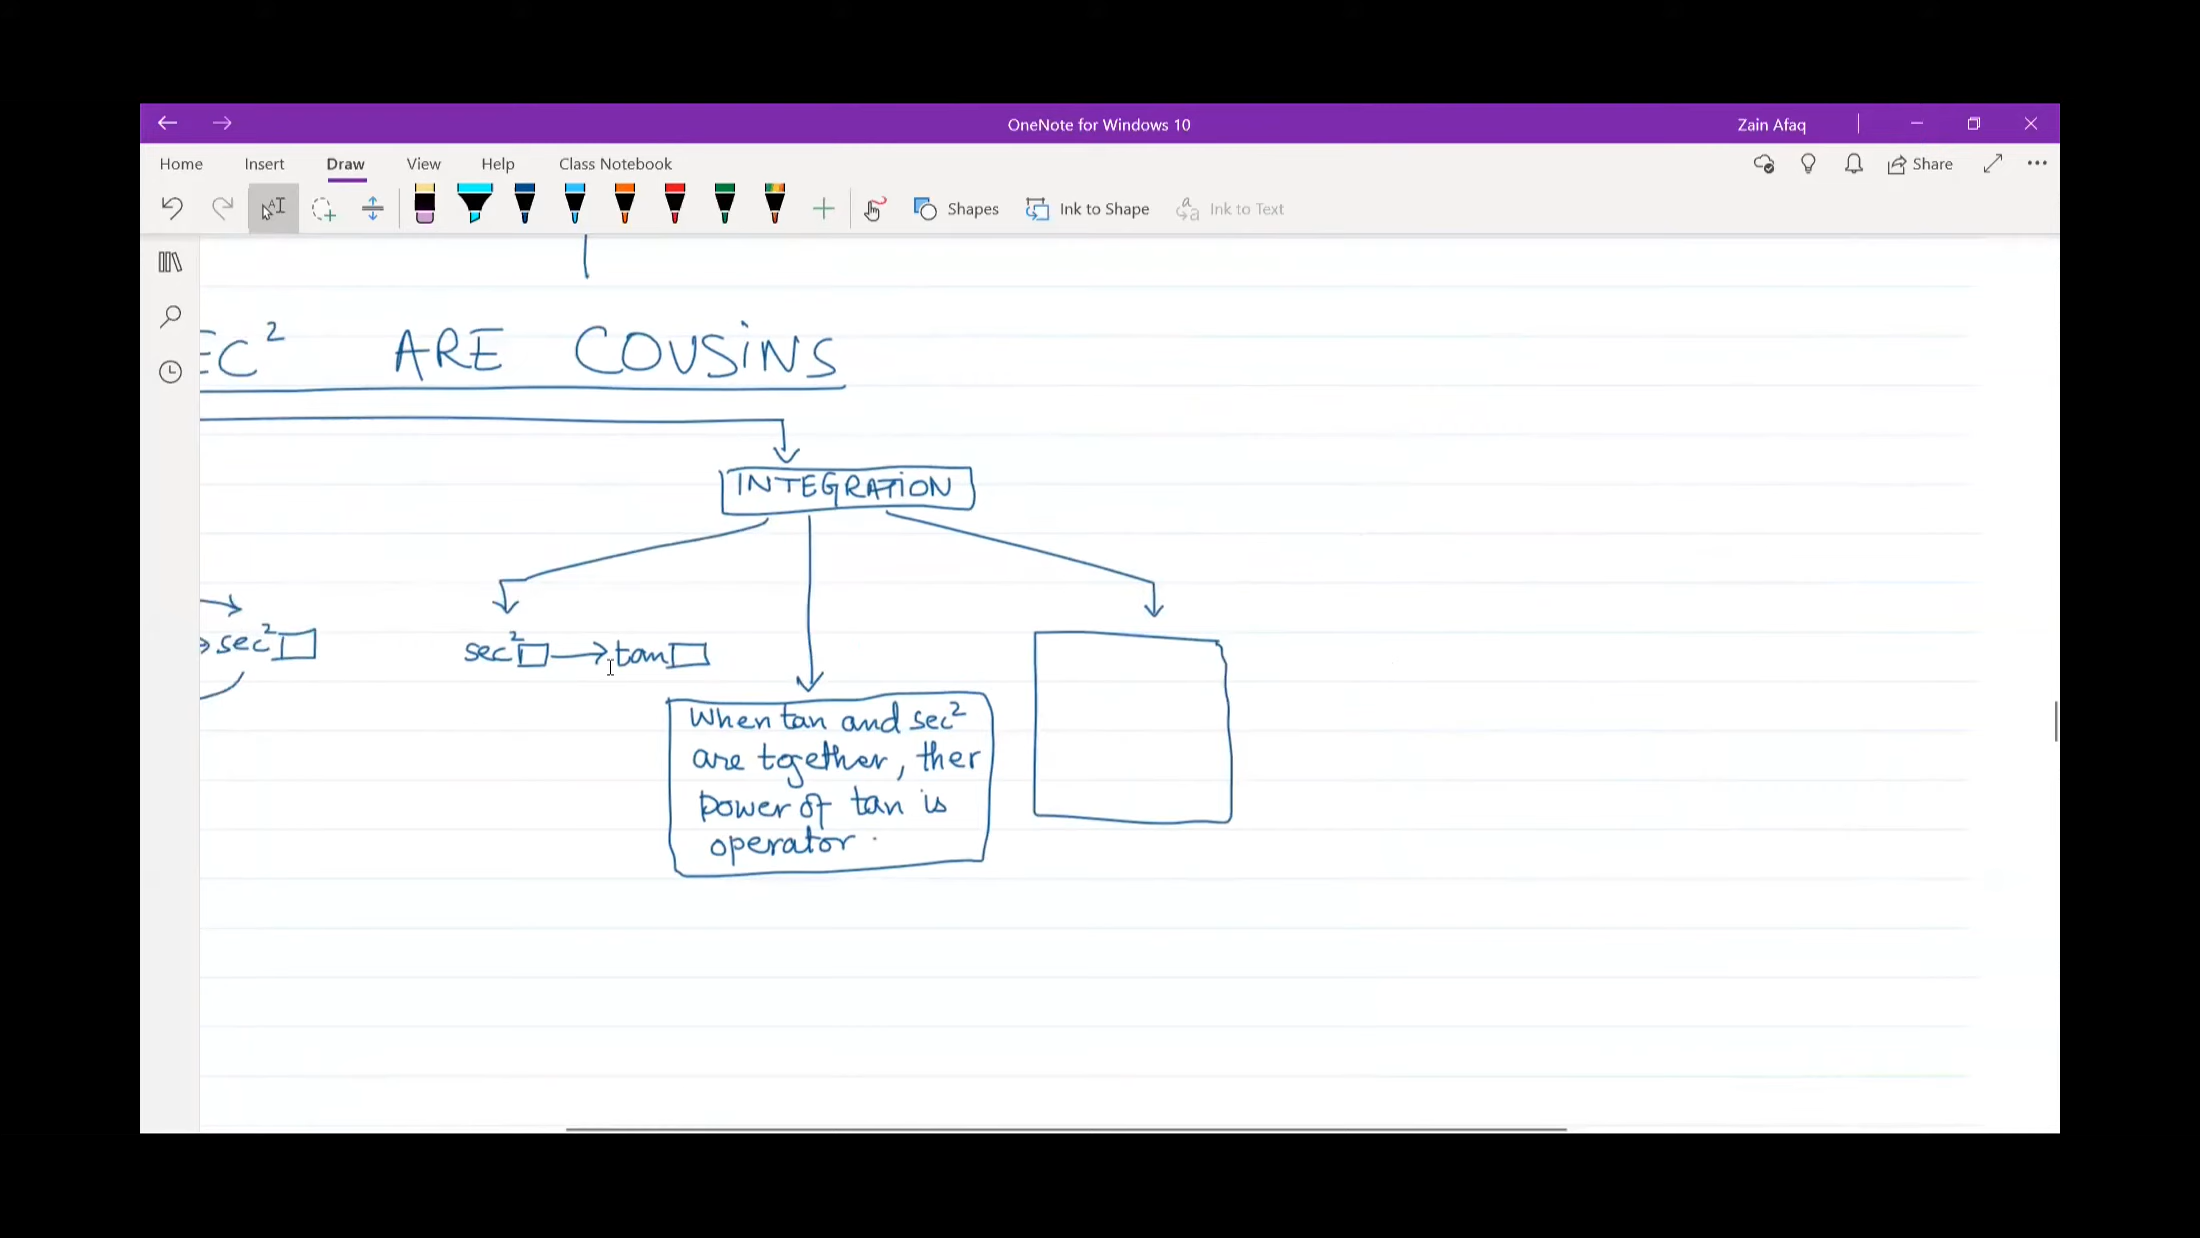 OneNote for Windows 10
Zain Afaq
Home Insert Draw View Help Class Notebook
Share
Shapes Ink to Shape Ink to Text
EC² ARE COUSINS
INTEGRATION
sec²□
sec²□ → tan□
When tan and sec²
are together, ther
power of tan is
operator.